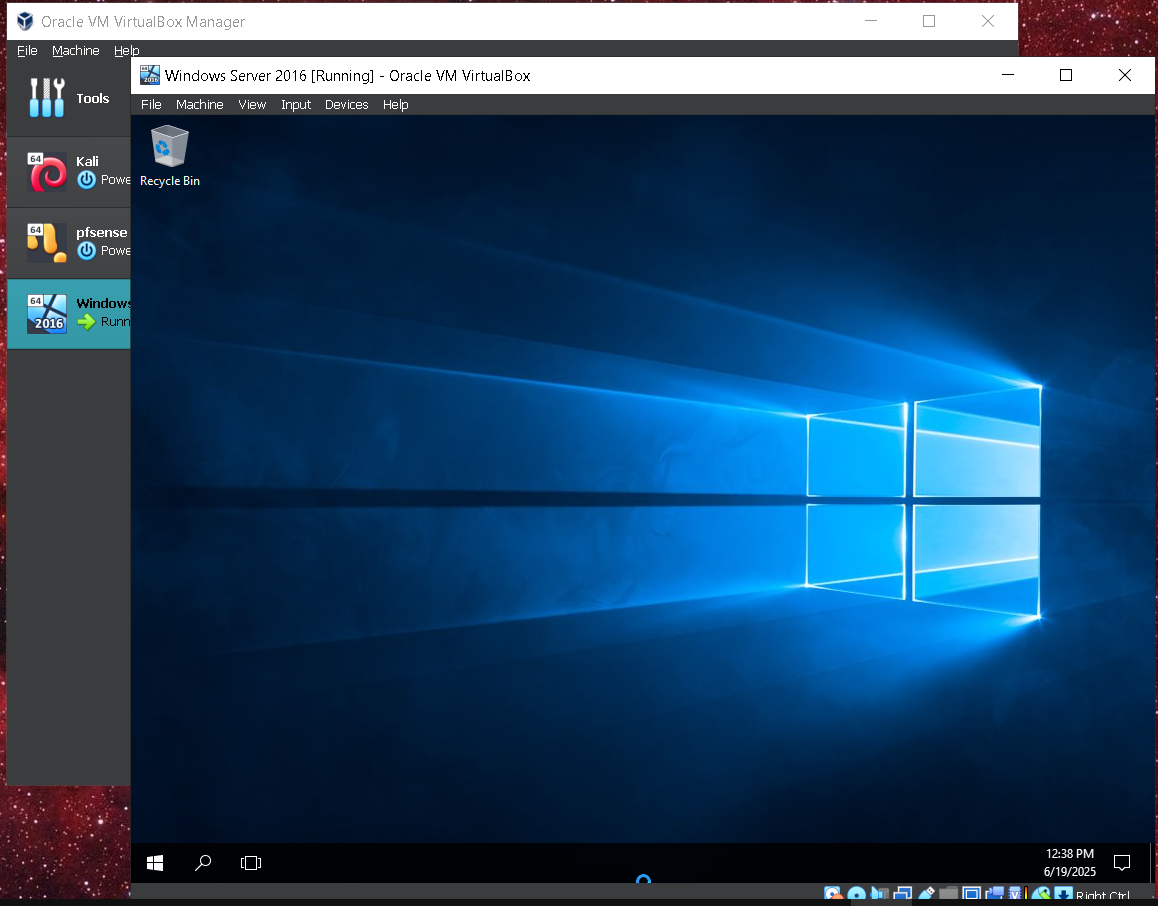 Oracle VM VirtualBox Manager
File Machine Help
Tools
64
Kali
Powe
64
pfsense
Powe
64
2016
Windows
Runn
2016
Windows Server 2016 [Running] - Oracle VM VirtualBox
File Machine View Input Devices Help
Recycle Bin
12:38 PM
6/19/2025
V
Right Ctrl